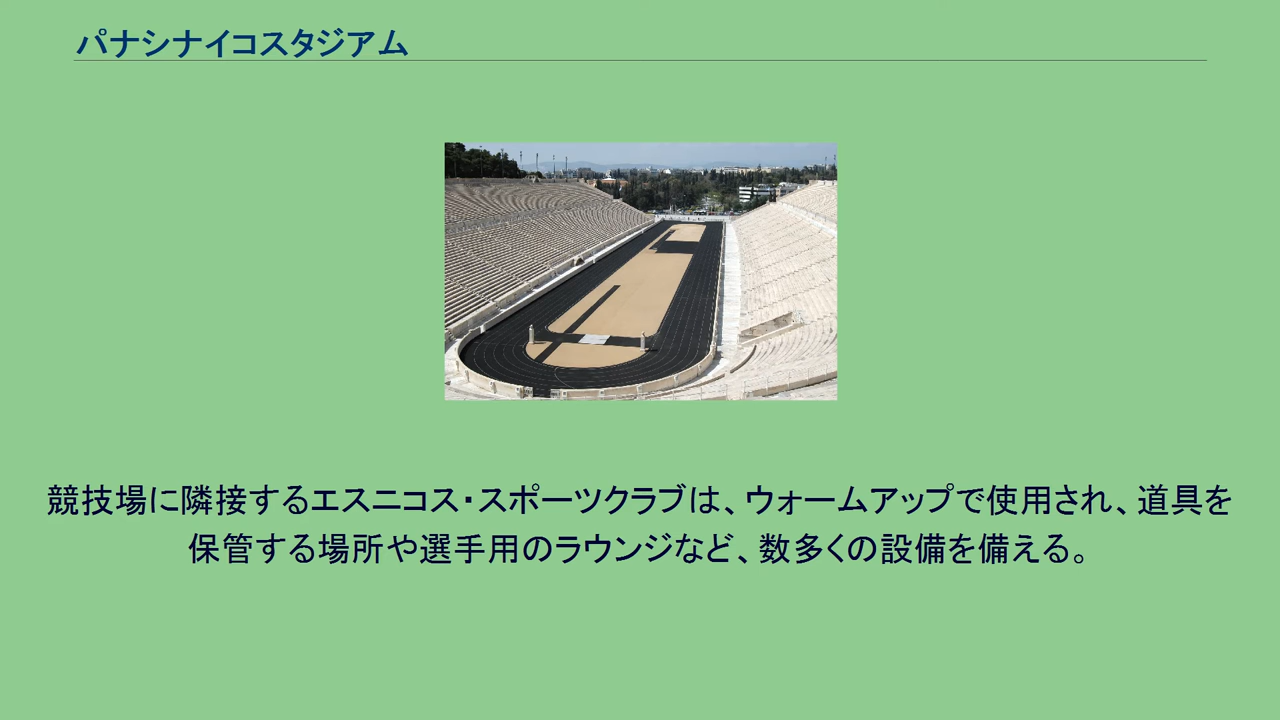 パナシナイコスタジアム
競技場に隣接するエスニコス・スポーツクラブは、ウォームアップで使用され、道具を
保管する場所や選手用のラウンジなど、数多くの設備を備える。